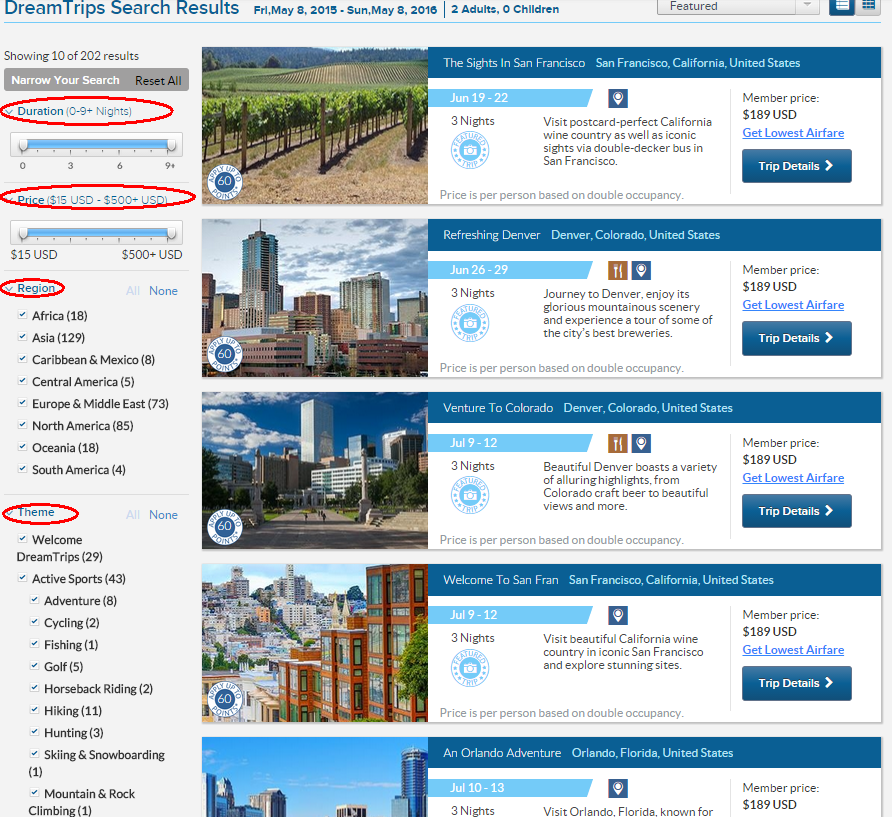 DreamTrips Search Results Fri,May 8, 2015 - Sun,May 8, 2016 | 2 Adults, 0 Children
Featured
Showing 10 of 202 results
Narrow Your Search Reset All
Duration (0-9+ Nights)
0 3 6 9+
Price ($15 USD - $500+ USD)
$15 USD $500+ USD
Region All None
Africa (18)
Asia (129)
Caribbean & Mexico (8)
Central America (5)
Europe & Middle East (73)
North America (85)
Oceania (18)
South America (4)
Theme All None
Welcome
DreamTrips (29)
Active Sports (43)
Adventure (8)
Cycling (2)
Fishing (1)
Golf (5)
Horseback Riding (2)
Hiking (11)
Hunting (3)
Skiing & Snowboarding
(1)
Mountain & Rock
Climbing (1)
The Sights In San Francisco San Francisco, California, United States
Jun 19 - 22
3 Nights
FEATURED
TRIP
APPLY UP TO
60
POINTS
Visit postcard-perfect California
wine country as well as iconic
sights via double-decker bus in
San Francisco.
Price is per person based on double occupancy.
Member price:
$189 USD
Get Lowest Airfare
Trip Details
Refreshing Denver Denver, Colorado, United States
Jun 26 - 29
3 Nights
FEATURED
TRIP
APPLY UP TO
60
POINTS
Journey to Denver, enjoy its
glorious mountainous scenery
and experience a tour of some of
the city's best breweries.
Price is per person based on double occupancy.
Member price:
$189 USD
Get Lowest Airfare
Trip Details
Venture To Colorado Denver, Colorado, United States
Jul 9 - 12
3 Nights
FEATURED
TRIP
APPLY UP TO
60
POINTS
Beautiful Denver boasts a variety
of alluring highlights, from
Colorado craft beer to beautiful
views and more.
Price is per person based on double occupancy.
Member price:
$189 USD
Get Lowest Airfare
Trip Details
Welcome To San Fran San Francisco, California, United States
Jul 9 - 12
3 Nights
FEATURED
TRIP
APPLY UP TO
60
POINTS
Visit beautiful California wine
country in iconic San Francisco
and explore stunning sites.
Price is per person based on double occupancy.
Member price:
$189 USD
Get Lowest Airfare
Trip Details
An Orlando Adventure Orlando, Florida, United States
Jul 10 - 13
3 Nights
Visit Orlando, Florida, known for
Member price:
$189 USD